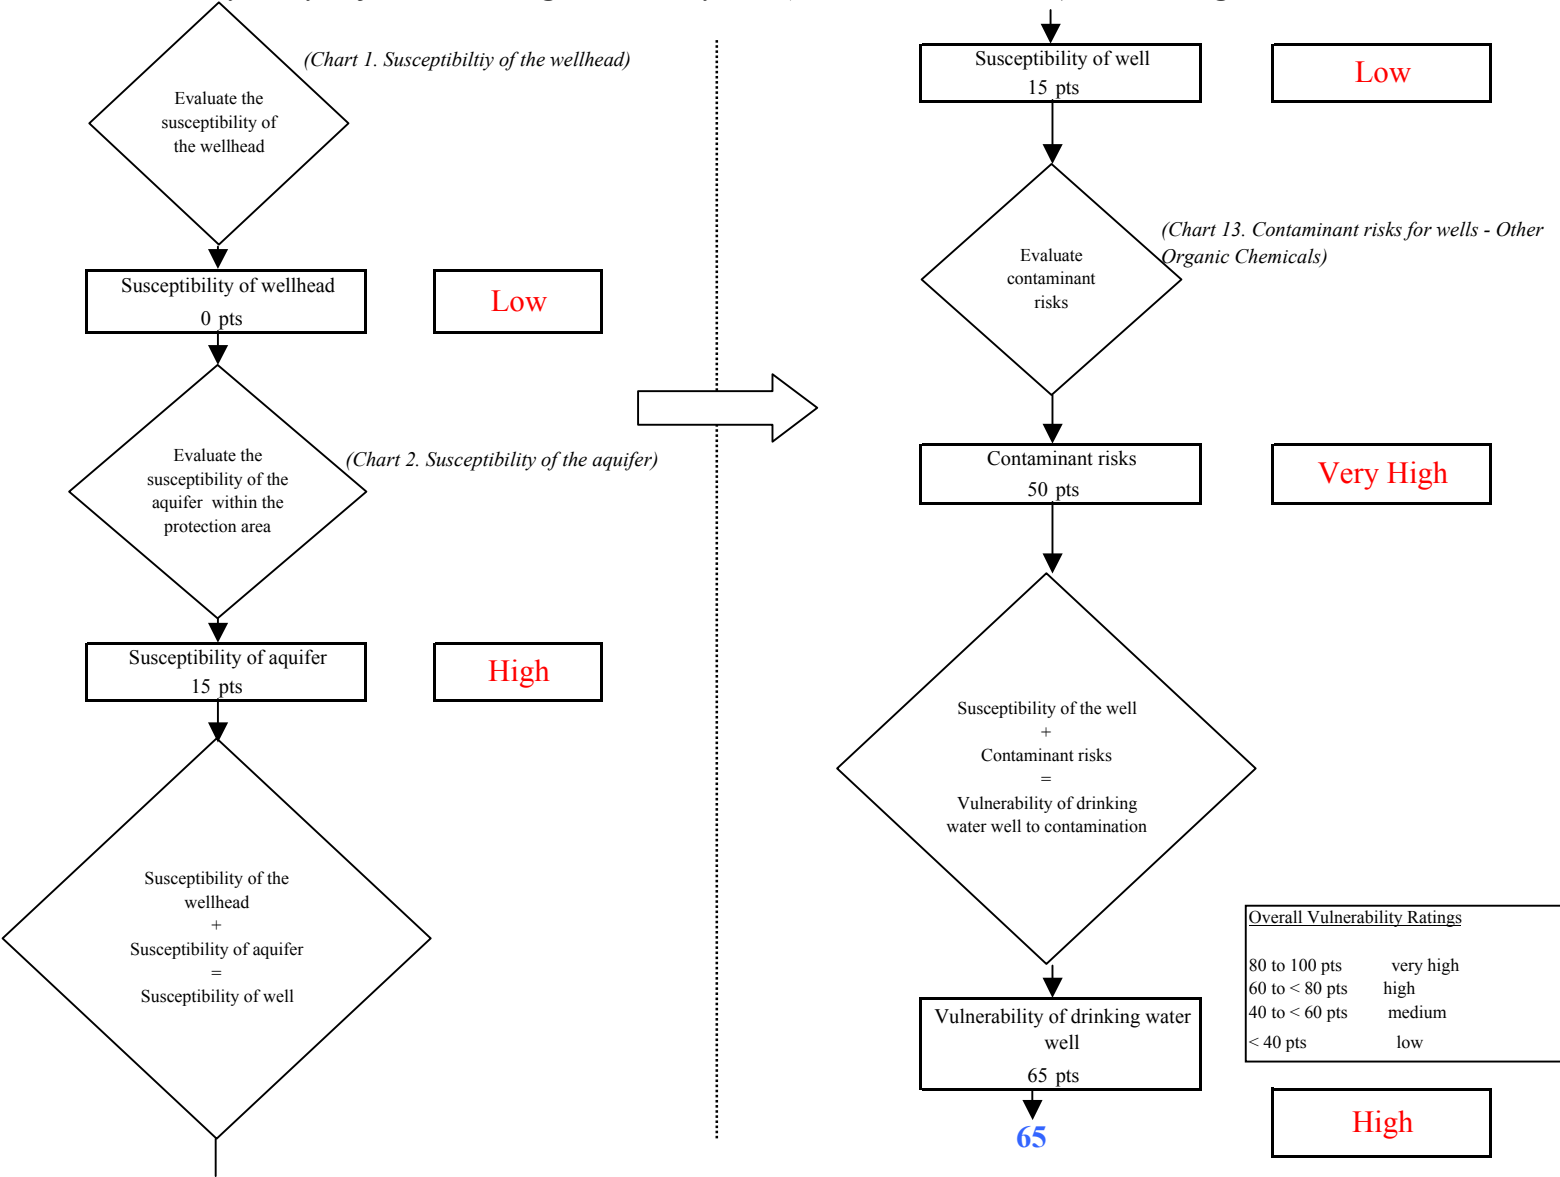 (Chart 1. Susceptibiltiy of the wellhead)
Evaluate the
susceptibility of
the wellhead
Susceptibility of wellhead
0 pts
Low
(Chart 2. Susceptibility of the aquifer)
Evaluate the
susceptibility of the
aquifer within the
protection area
Susceptibility of aquifer
15 pts
High
Susceptibility of the
wellhead
+
Susceptibility of aquifer
=
Susceptibility of well
Susceptibility of well
15 pts
Low
(Chart 13. Contaminant risks for wells - Other
Organic Chemicals)
Evaluate
contaminant
risks
Contaminant risks
50 pts
Very High
Susceptibility of the well
+
Contaminant risks
=
Vulnerability of drinking
water well to contamination
Overall Vulnerability Ratings
80 to 100 pts very high
60 to < 80 pts high
40 to < 60 pts medium
< 40 pts low
Vulnerability of drinking water
well
65 pts
65
High